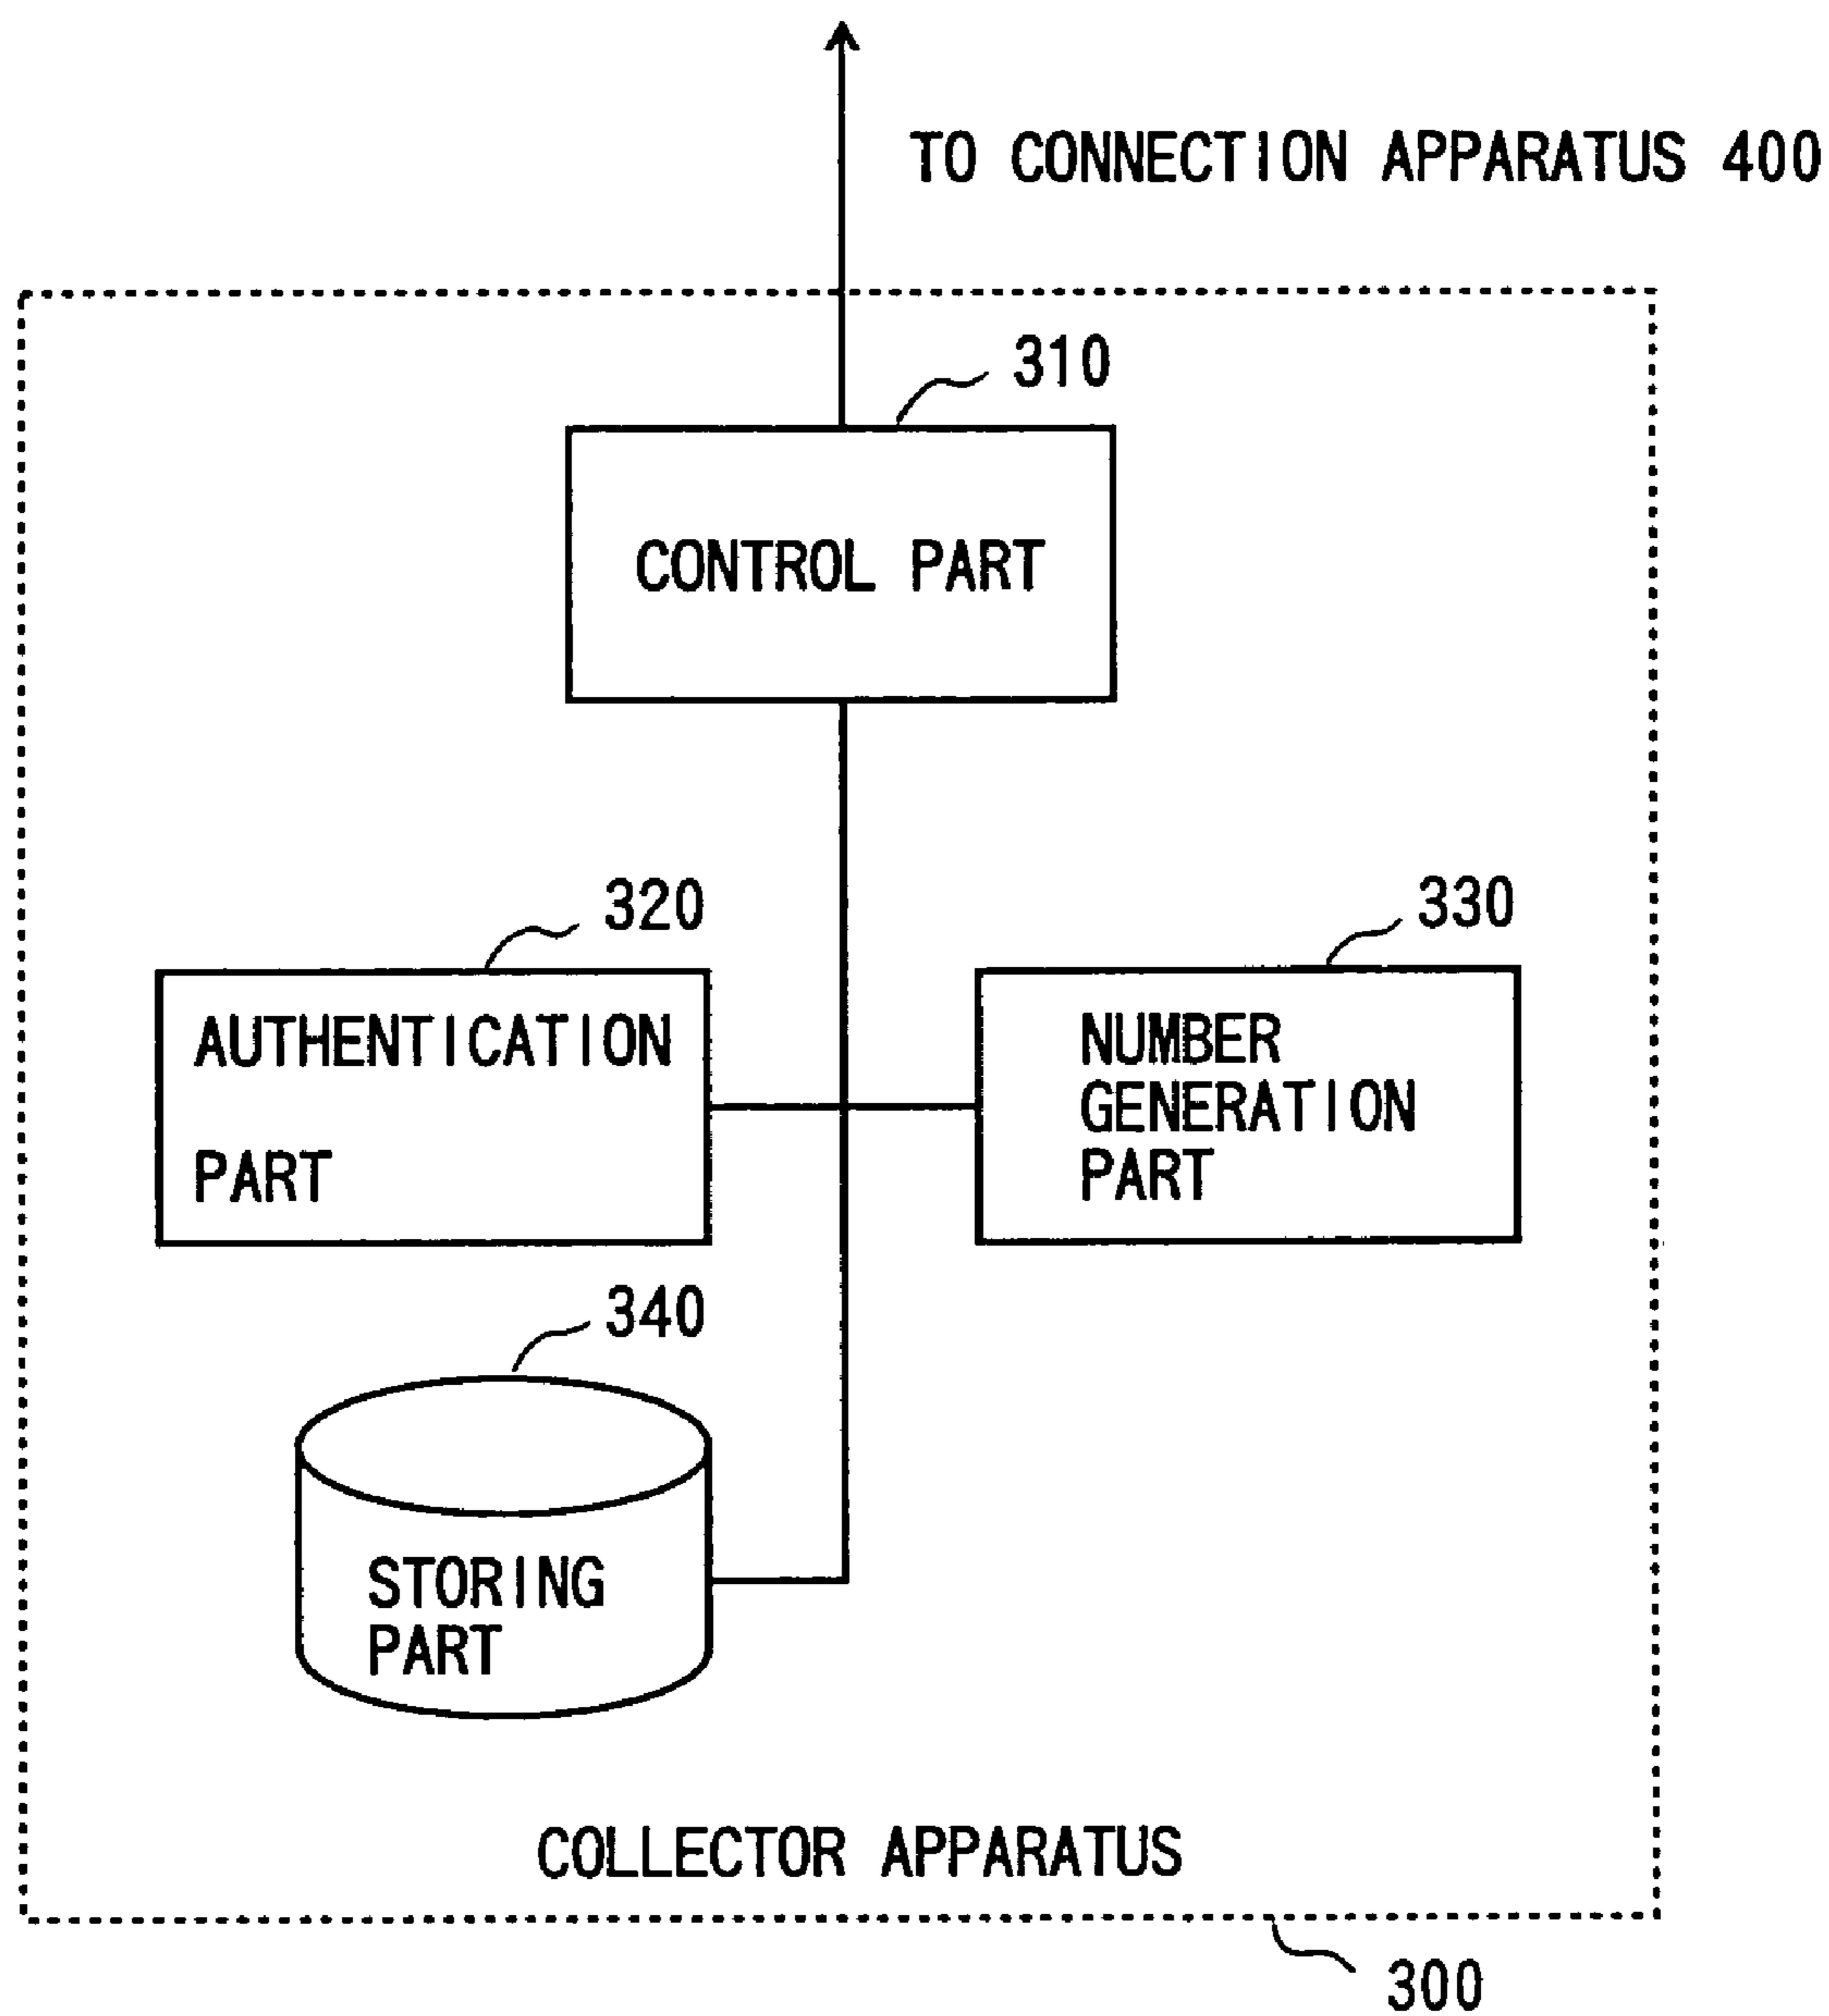 TO CONNECTION APPARATUS 400
310
CONTROL PART
320
330
AUTHENTICATION
PART
NUMBER
GENERATION
PART
340
STORING
PART
COLLECTOR APPARATUS
300